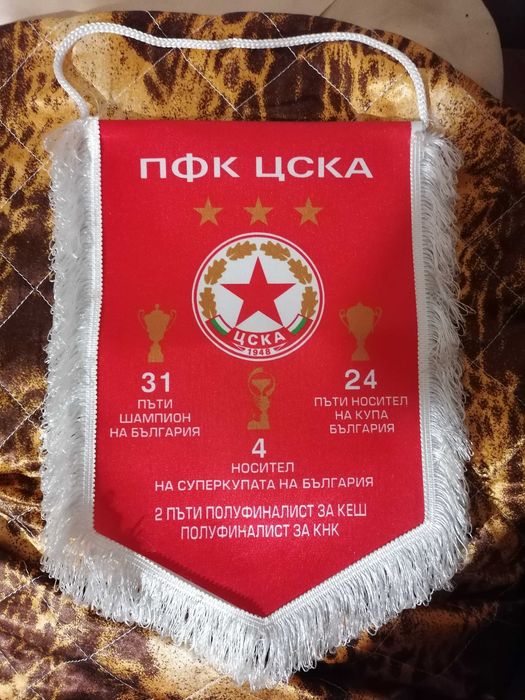 ПФК ЦСКА
ЦСКА
1948
31
ПЪТИ
ШАМПИОН
НА БЪЛГАРИЯ
24
ПЪТИ НОСИТЕЛ
НА КУПА
БЪЛГАРИЯ
4
НОСИТЕЛ
НА СУПЕРКУПАТА НА БЪЛГАРИЯ
2 ПЪТИ ПОЛУФИНАЛИСТ ЗА КЕШ
ПОЛУФИНАЛИСТ ЗА КНК